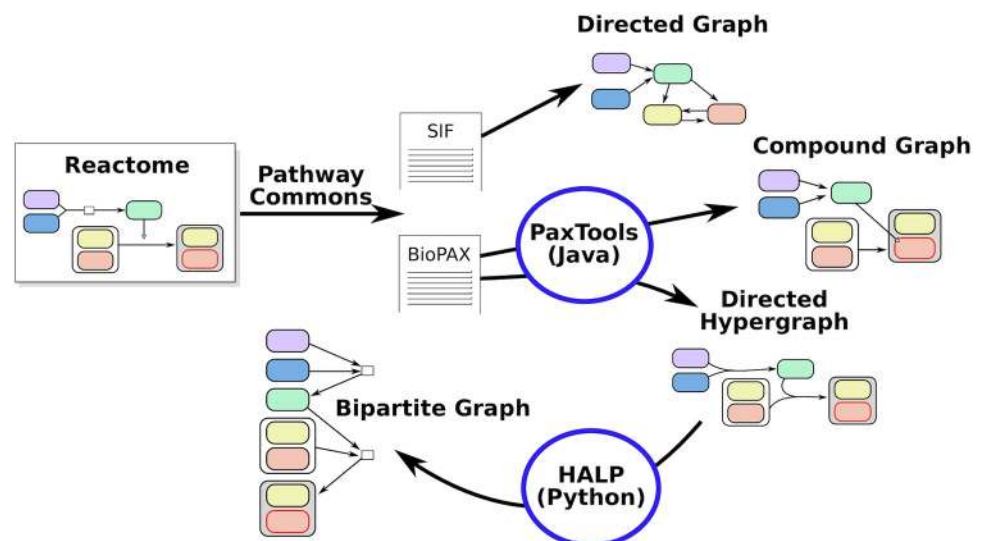 Directed Graph
SIF
Compound Graph
Reactome
Pathway
Commons
PaxTools
(Java)
BioPAX
Directed
Hypergraph
Bipartite Graph
HALP
(Python)